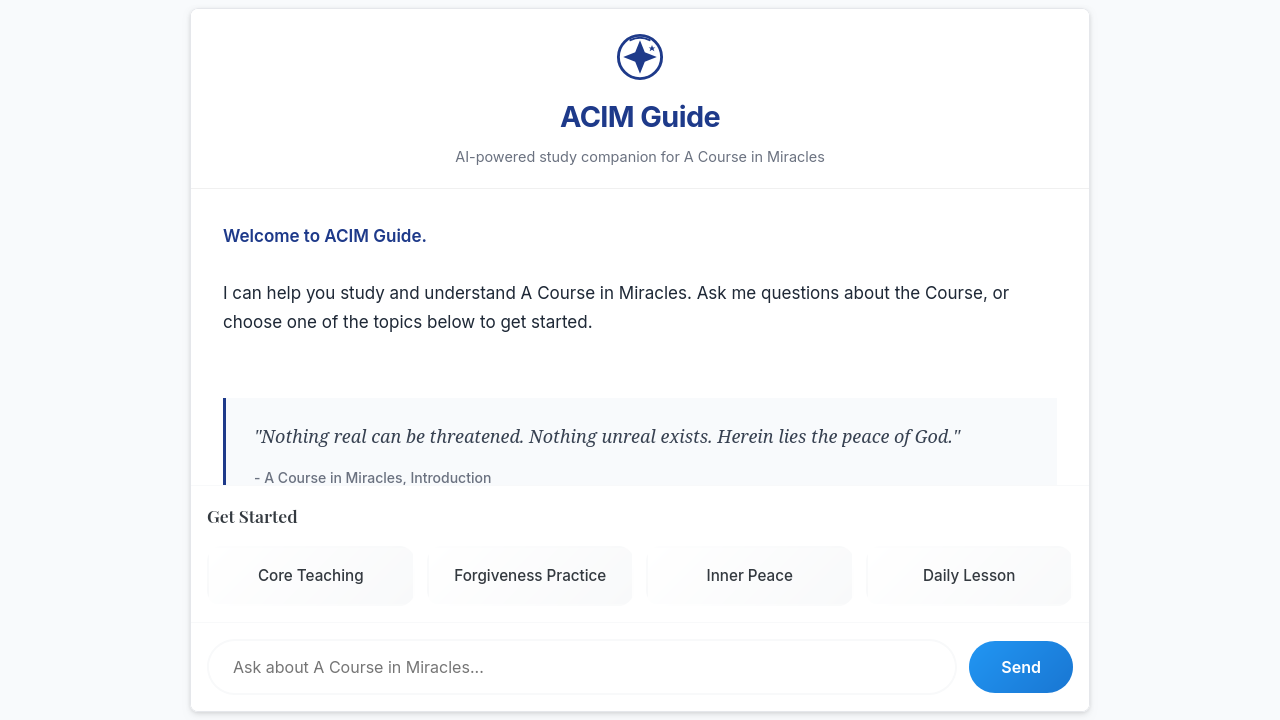 ACIM Guide
AI-powered study companion for A Course in Miracles
Welcome to ACIM Guide.
I can help you study and understand A Course in Miracles. Ask me questions about the Course, or
choose one of the topics below to get started.
"Nothing real can be threatened. Nothing unreal exists. Herein lies the peace of God."
- A Course in Miracles, Introduction
Get Started
Core Teaching
Forgiveness Practice
Inner Peace
Daily Lesson
Ask about A Course in Miracles...
Send